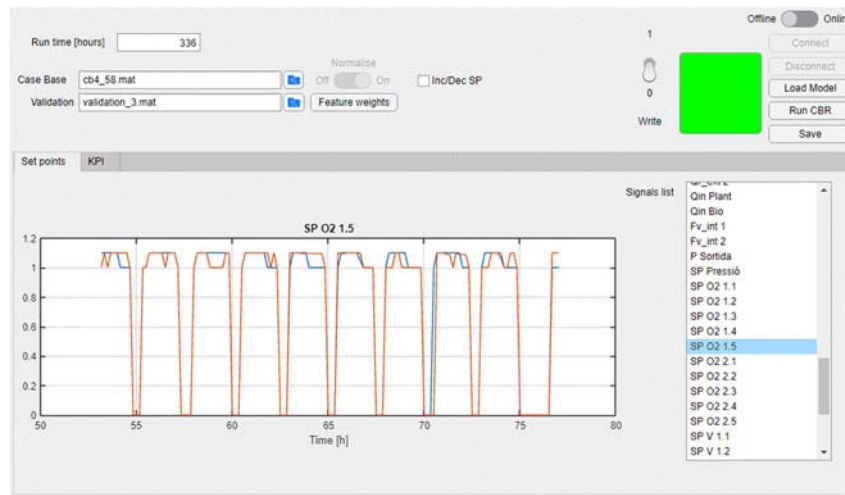 Offline Onlin
Run time [hours] 336
1
Connect
Normalise
Disconnect
Case Base cb4_58.mat Off On Inc/Dec SP
0
Load Model
Validation validation_3.mat Feature weights
Run CBR
Write
Save
Set points KPI
Signals list
Qin Plant
Qin Bio
Fv_int 1
Fv_int 2
P Sortida
SP Pressió
SP O2 1.1
SP O2 1.2
SP O2 1.3
SP O2 1.4
SP O2 1.5
SP O2 2.1
SP O2 2.2
SP O2 2.3
SP O2 2.4
SP O2 2.5
SP V 1.1
SP V 1.2
SP O2 1.5
1.2
1
0.8
0.6
0.4
0.2
0
50 55 60 65 70 75 80
Time [h]